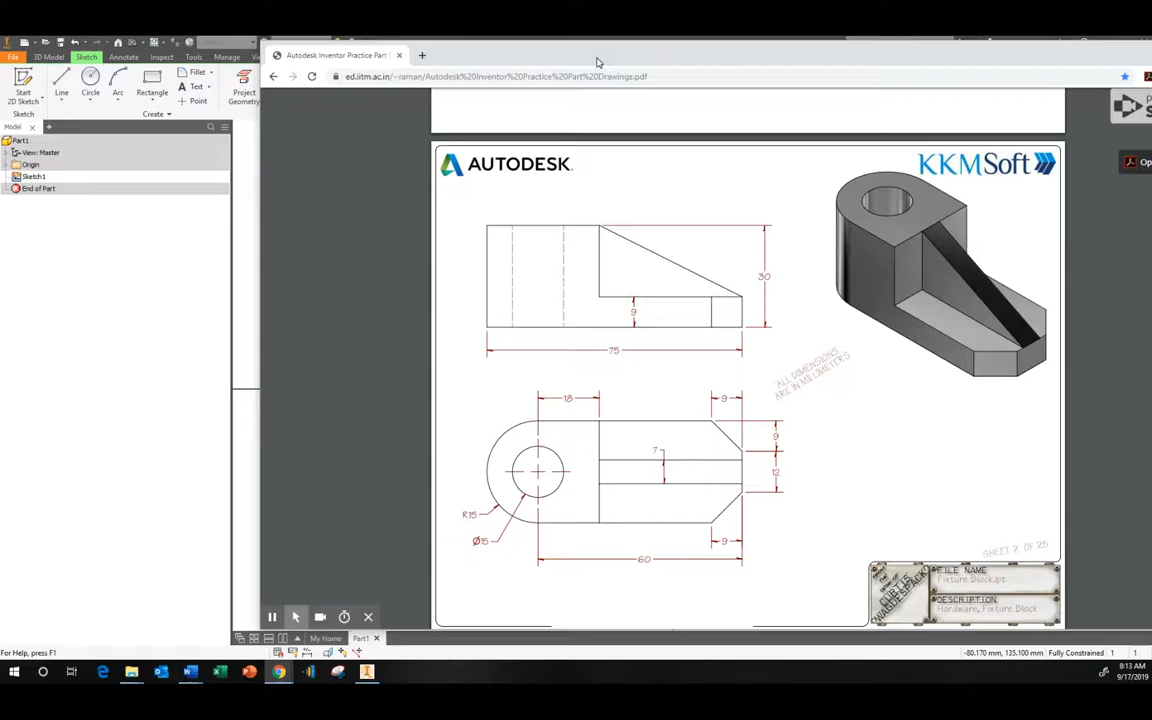 Autodesk Inventor Practice Part
ed.iitm.ac.in/~raman/Autodesk%20Inventor%20Practice%20Part%20Drawings.pdf
File 3D Model Sketch Annotate Inspect Tools Manage
Start
2D Sketch
Line Circle Arc Rectangle
Fillet
Text
Point
Project
Geometry
Sketch Create
Model
Part1
View: Master
Origin
Sketch1
End of Part
AUTODESK.
KKMSoft
Op
30
9
75
"ALL DIMENSIONS
ARE IN MILLIMETERS
18
9
9
7
12
R15
Ø15
9
60
SHEET 2 OF 25
FILE NAME
Fixture Block.ipt
DESCRIPTION
Hardware, Fixture Block
CURTIS
WAGUESPACK
My Home Part1
For Help, press F1
-80.170 mm, 135.100 mm Fully Constrained 1 1
8:13 AM
9/17/2019